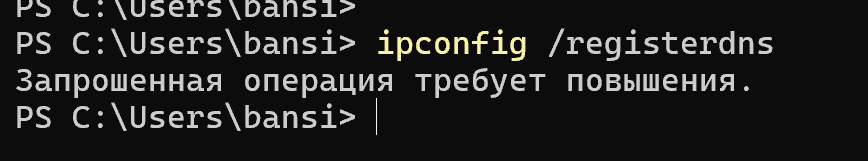 PS C:\Users\bansi>
PS C:\Users\bansi> ipconfig /registerdns
Запрошенная операция требует повышения.
PS C:\Users\bansi>